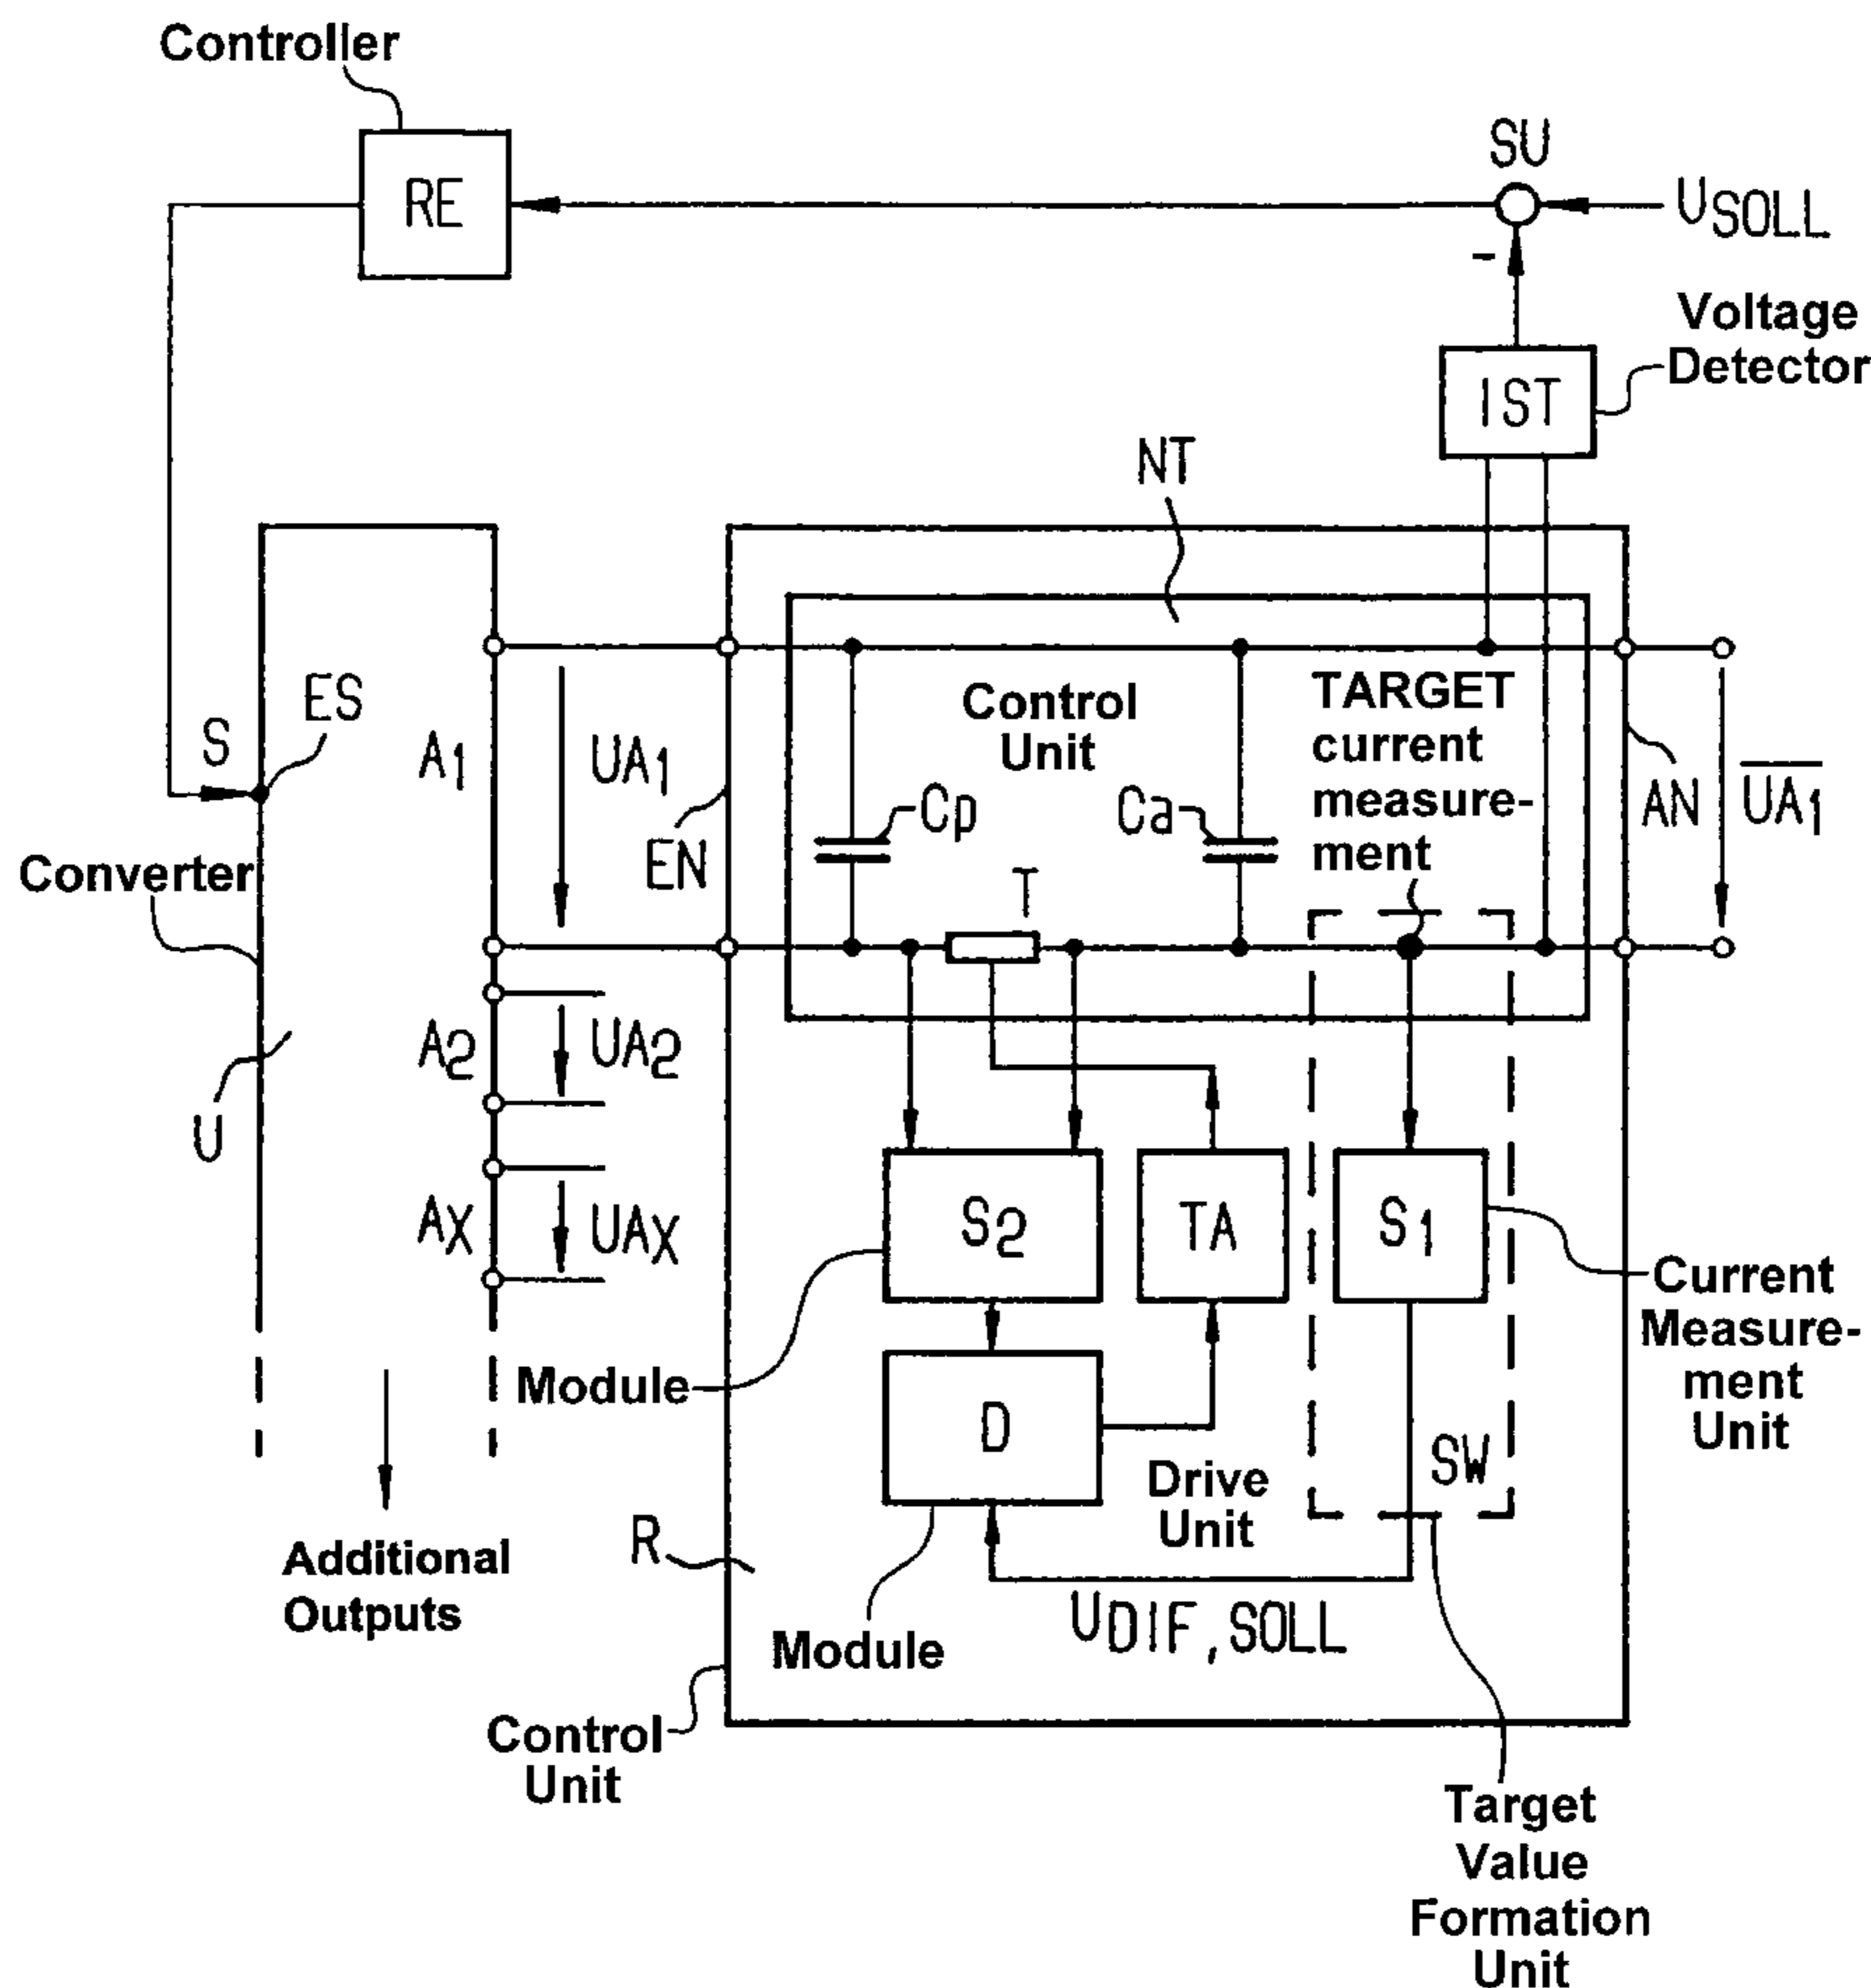 Controller
RE
SU
USOLL
-
Voltage
Detector
IST
NT
ES
S
A1
UA1
EN
Control
Unit
TARGET
current
measure-
ment
Cp
Ca
T
AN
UA1
Converter
U
A2
UA2
AX
UAX
S2
TA
S1
Current
Measure-
ment
Unit
Module
D
SW
Drive
Unit
R
Additional
Outputs
Module
UDIF,SOLL
Control
Unit
Target
Value
Formation
Unit